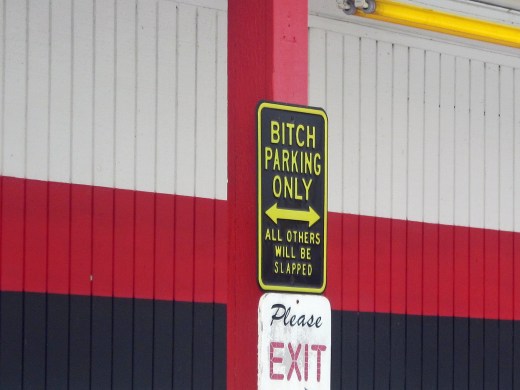 BITCH
PARKING
ONLY
ALL OTHERS
WILL BE
SLAPPED
Please
EXIT